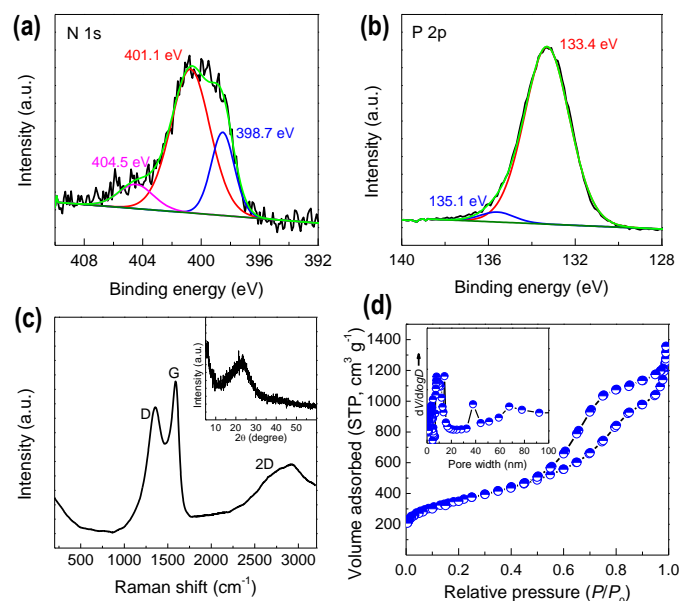 (a)
N 1s
401.1 eV
398.7 eV
404.5 eV
Intensity (a.u.)
408 404 400 396 392
Binding energy (eV)
(b)
P 2p
133.4 eV
135.1 eV
Intensity (a.u.)
140 136 132 128
Binding energy (eV)
(c)
D
G
2D
Intensity (a.u.)
500 1000 1500 2000 2500 3000
Raman shift (cm⁻¹)
Intensity (a.u.)
10 20 30 40 50
2θ (degree)
(d)
Volume adsorbed (STP, cm³ g⁻¹)
1400
1200
1000
800
600
400
200
0.0 0.2 0.4 0.6 0.8 1.0
Relative pressure (P/P₀)
dV/dlogD
0 20 40 60 80 100
Pore width (nm)